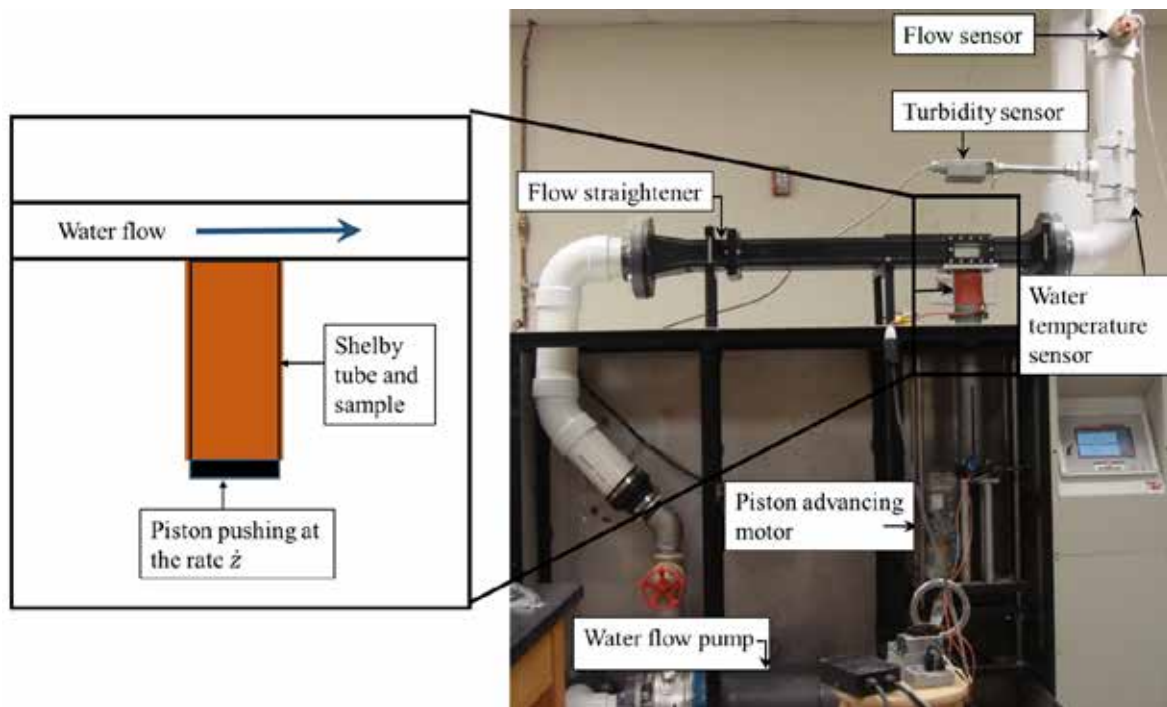 Water flow
Shelby
tube and
sample
Piston pushing at
the rate ż
Flow sensor
Turbidity sensor
Flow straightener
Water
temperature
sensor
Piston advancing
motor
Water flow pump